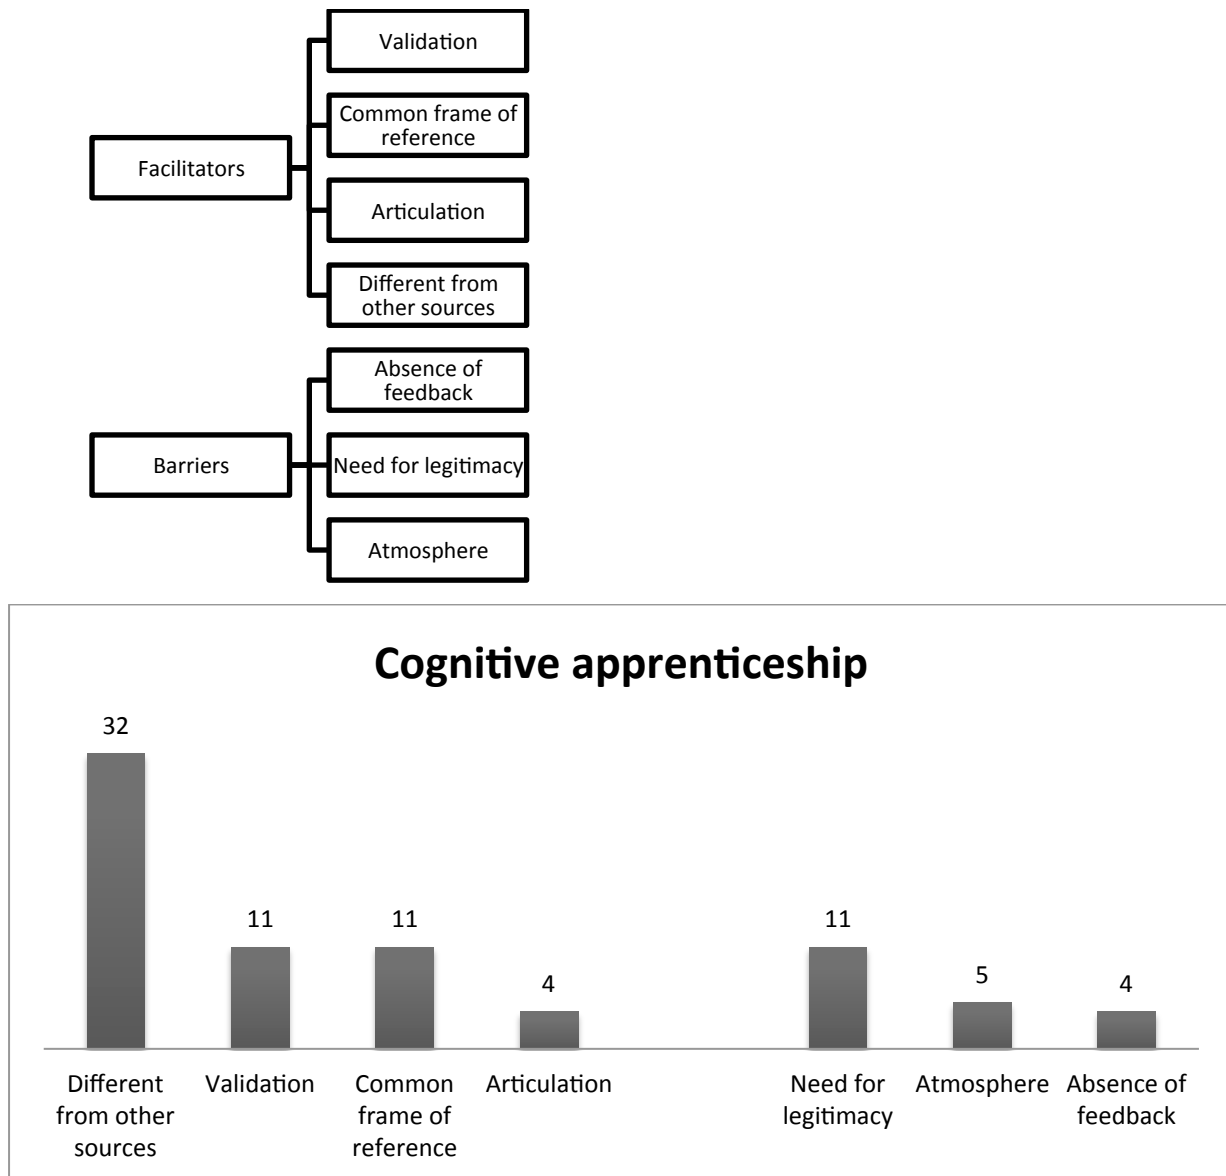 Validation
Common frame of
reference
Facilitators
Articulation
Different from
other sources
Absence of
feedback
Barriers
Need for legitimacy
Atmosphere
Cognitive apprenticeship
32
11
11
4
11
5
4
Different
from other
sources
Validation
Common
frame of
reference
Articulation
Need for
legitimacy
Atmosphere
Absence of
feedback